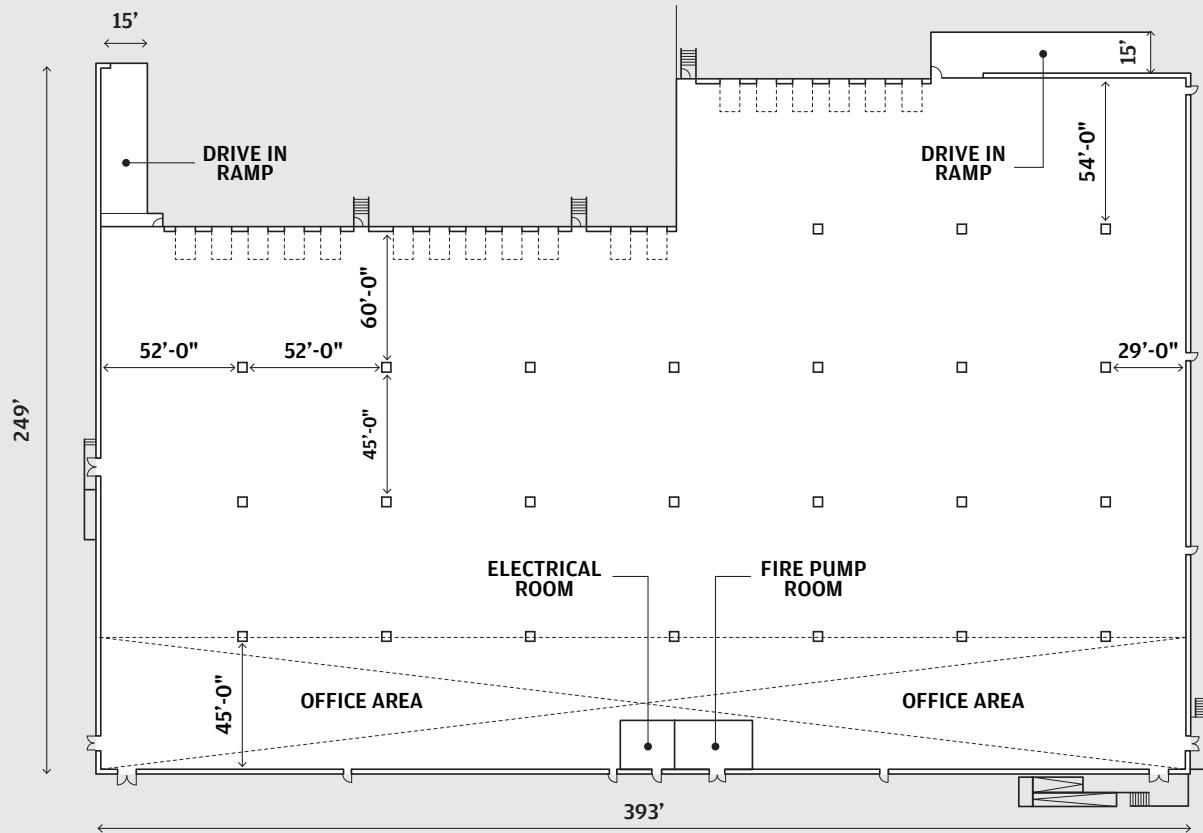 15’
15’
DRIVE IN
RAMP
DRIVE IN
RAMP
54’-0"
60’-0"
52’-0"
52’-0"
29’-0"
249’
45’-0"
ELECTRICAL
ROOM
FIRE PUMP
ROOM
45’-0"
OFFICE AREA
OFFICE AREA
393’